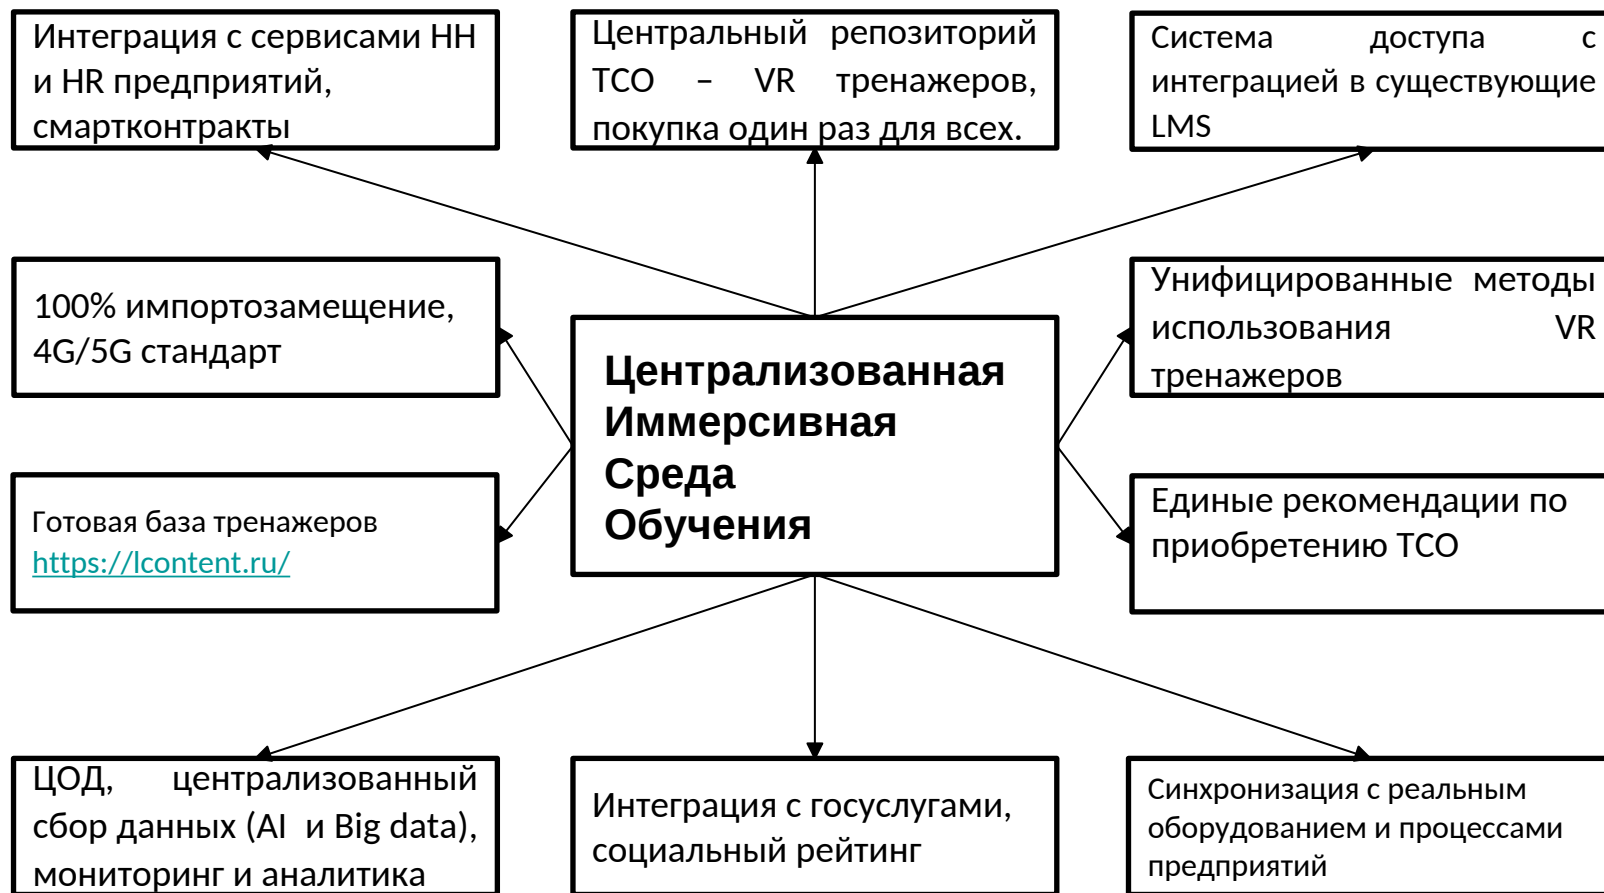 Интеграция с сервисами HH
и HR предприятий,
смартконтракты
Центральный репозиторий
ТСО – VR тренажеров,
покупка один раз для всех.
Система доступа с
интеграцией в существующие
LMS
100% импортозамещение,
4G/5G стандарт
Централизованная
Иммерсивная
Среда
Обучения
Унифицированные методы
использования VR
тренажеров
Готовая база тренажеров
https://lcontent.ru/
Единые рекомендации по
приобретению ТСО
ЦОД, централизованный
сбор данных (AI и Big data),
мониторинг и аналитика
Интеграция с госуслугами,
социальный рейтинг
Синхронизация с реальным
оборудованием и процессами
предприятий